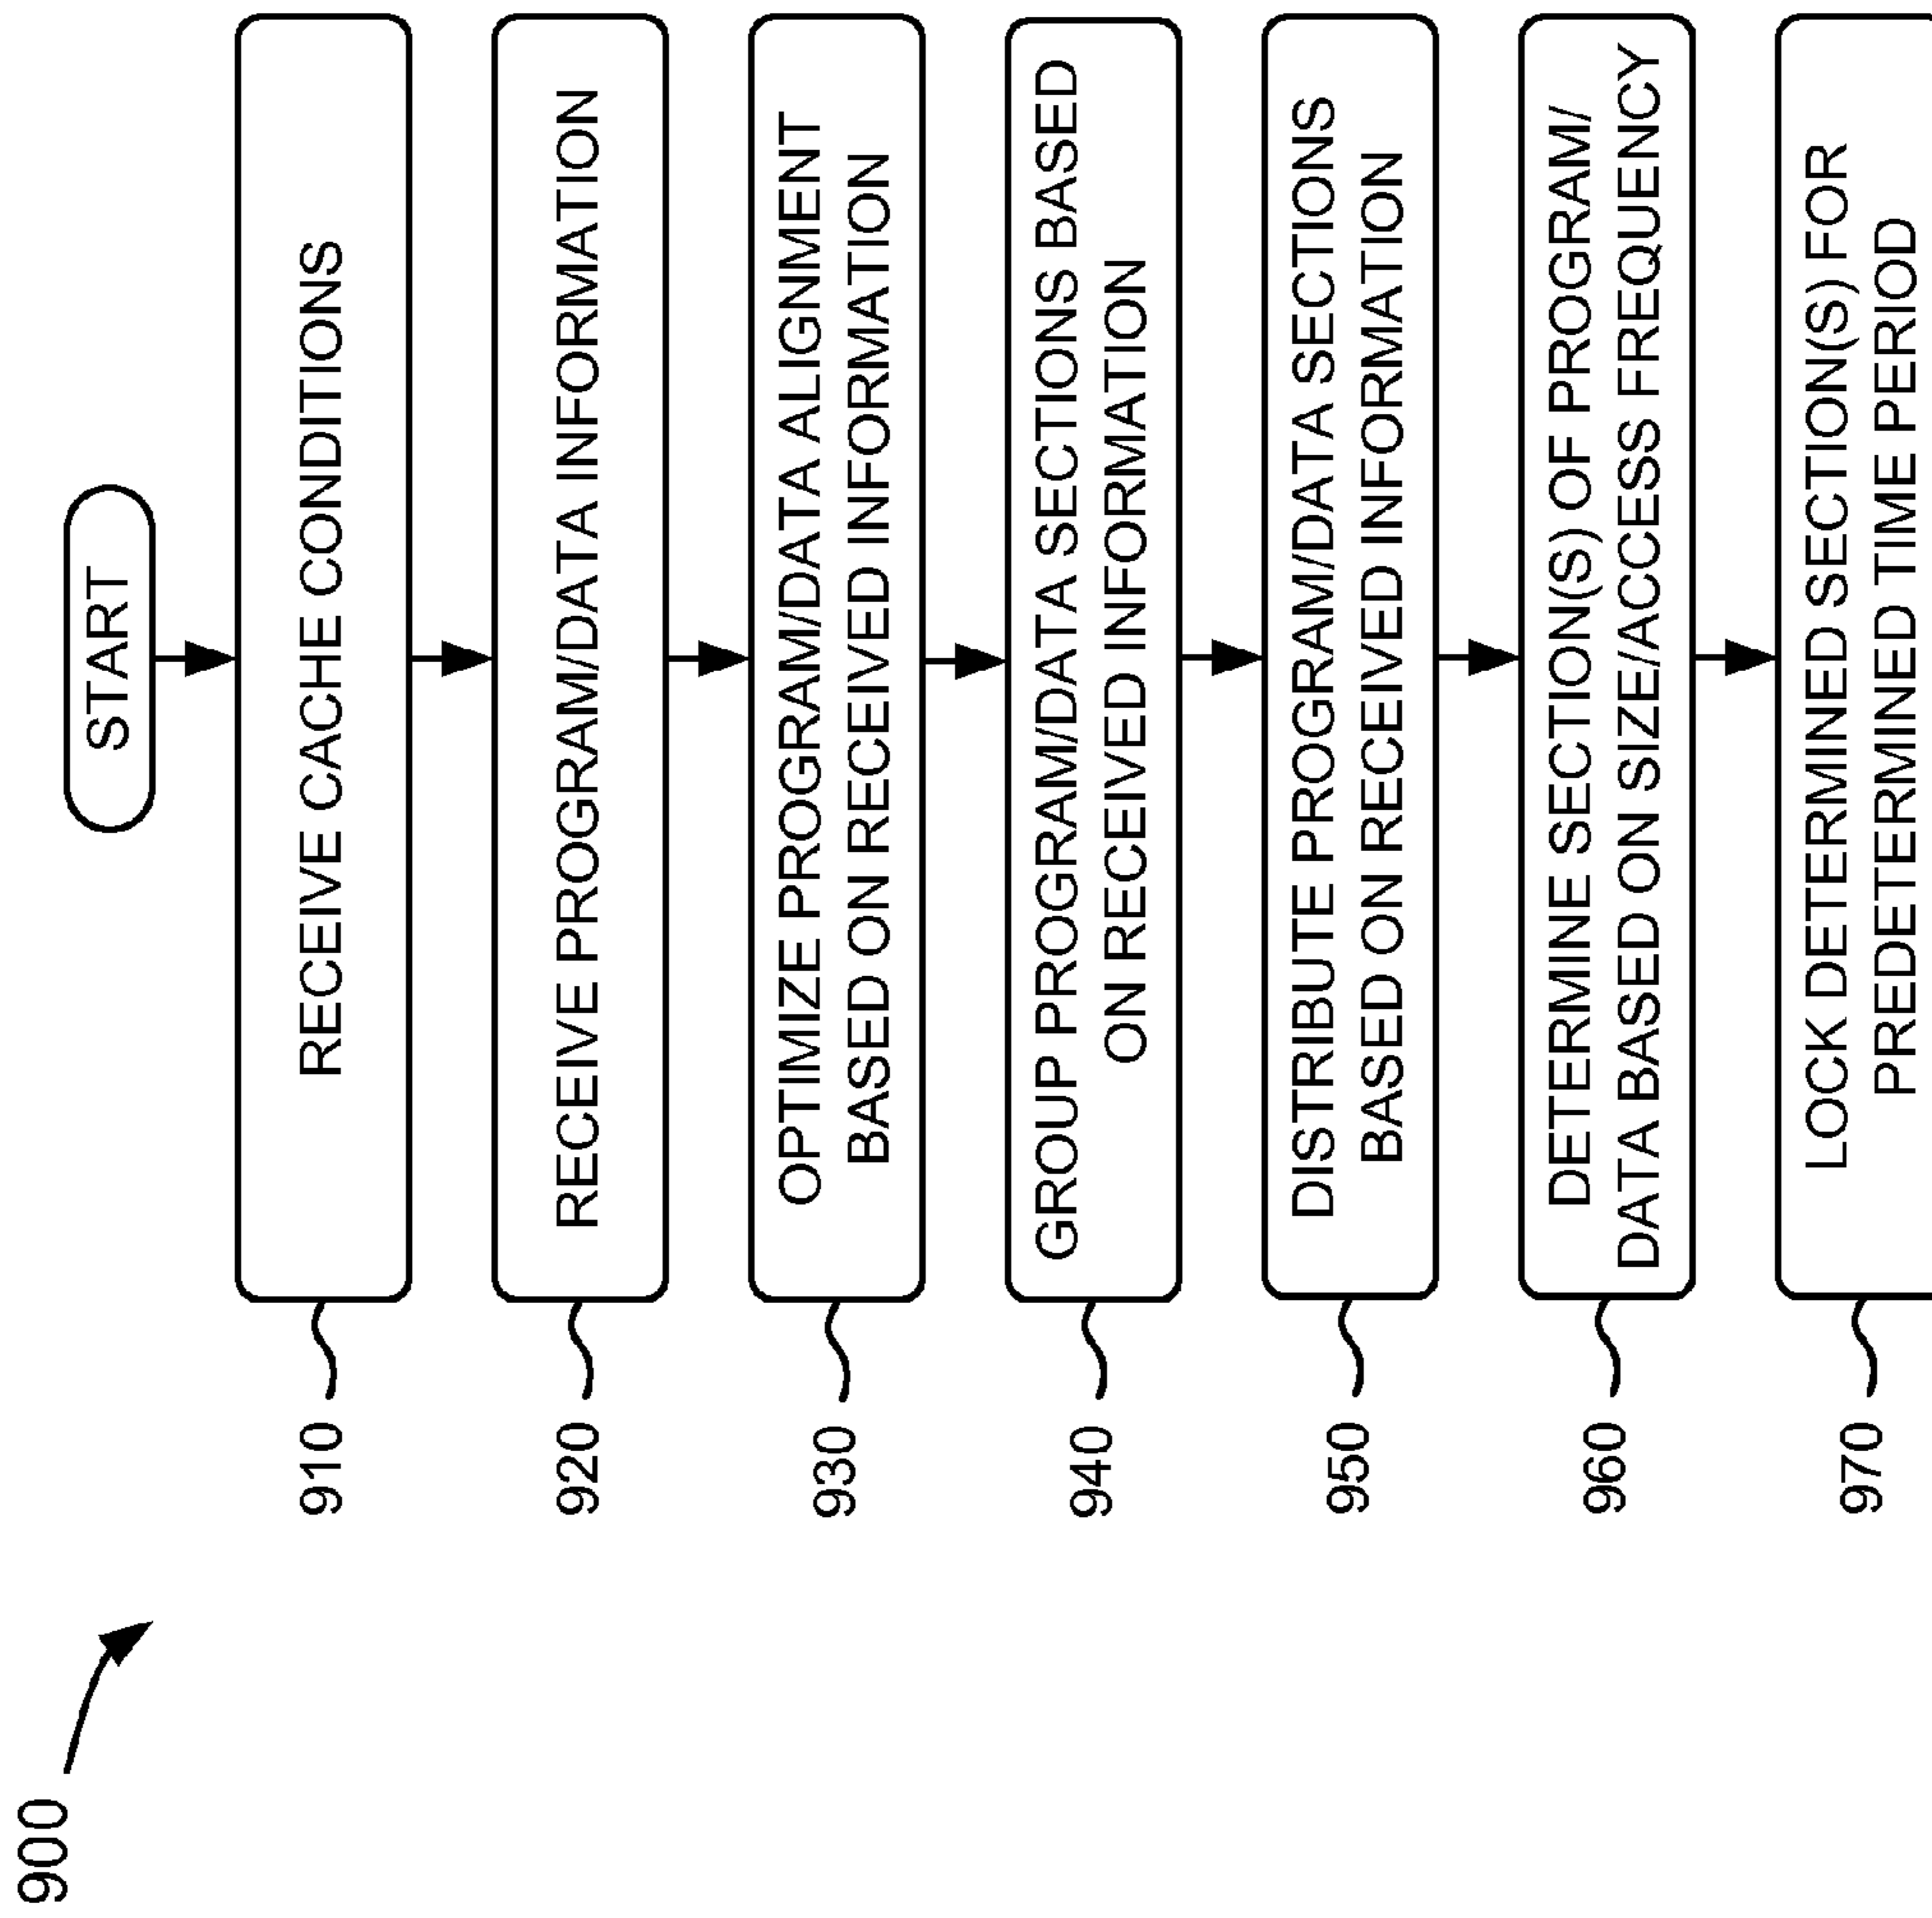 900
START
910
RECEIVE CACHE CONDITIONS
920
RECEIVE PROGRAM/DATA INFORMATION
930
OPTIMIZE PROGRAM/DATA ALIGNMENT
BASED ON RECEIVED INFORMATION
940
GROUP PROGRAM/DATA SECTIONS BASED
ON RECEIVED INFORMATION
950
DISTRIBUTE PROGRAM/DATA SECTIONS
BASED ON RECEIVED INFORMATION
960
DETERMINE SECTION(S) OF PROGRAM/
DATA BASED ON SIZE/ACCESS FREQUENCY
970
LOCK DETERMINED SECTION(S) FOR
PREDETERMINED TIME PERIOD